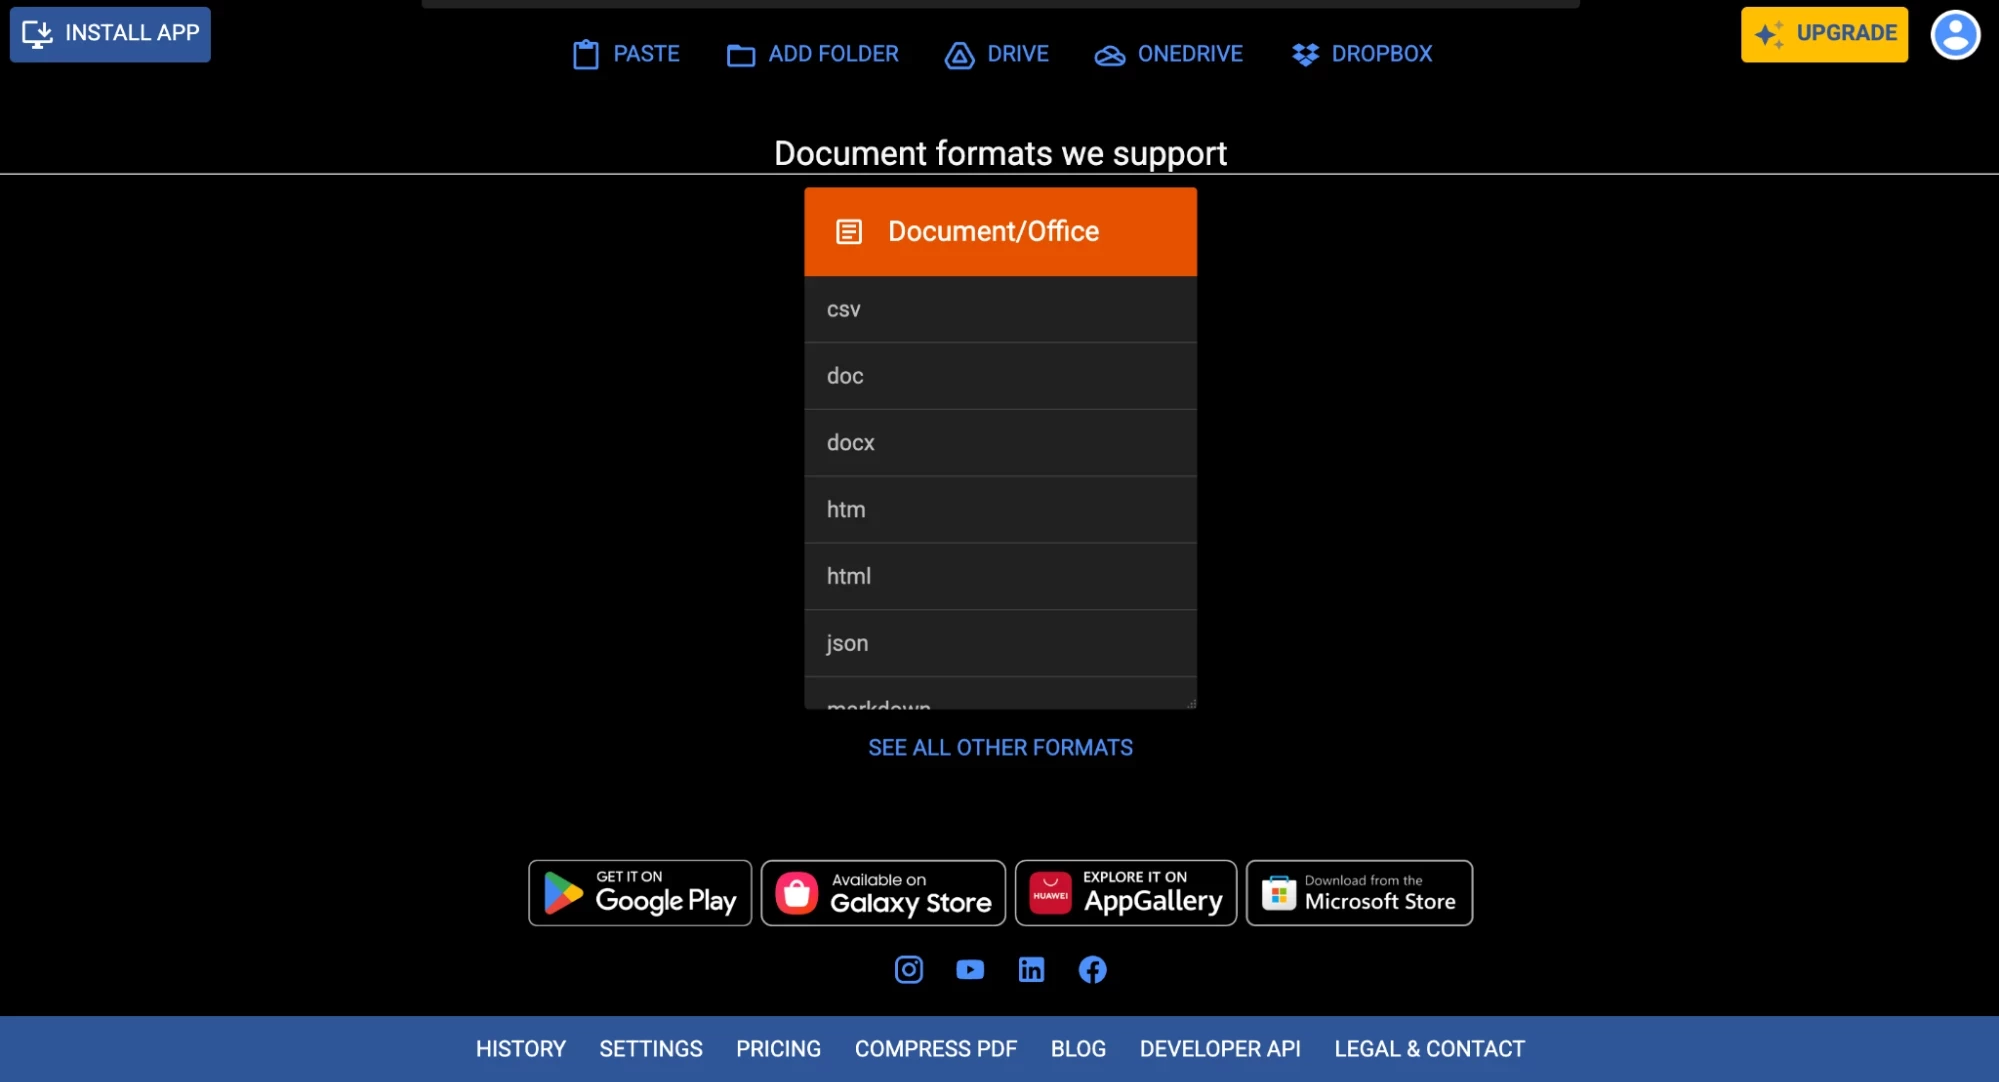 INSTALL APP
PASTE
ADD FOLDER
DRIVE
ONEDRIVE
DROPBOX
UPGRADE
Document formats we support
Document/Office
csv
doc
docx
htm
html
json
markdown
SEE ALL OTHER FORMATS
GET IT ON
Google Play
Available on
Galaxy Store
HUAWEI
EXPLORE IT ON
AppGallery
Download from the
Microsoft Store
HISTORY SETTINGS PRICING COMPRESS PDF BLOG DEVELOPER API LEGAL & CONTACT